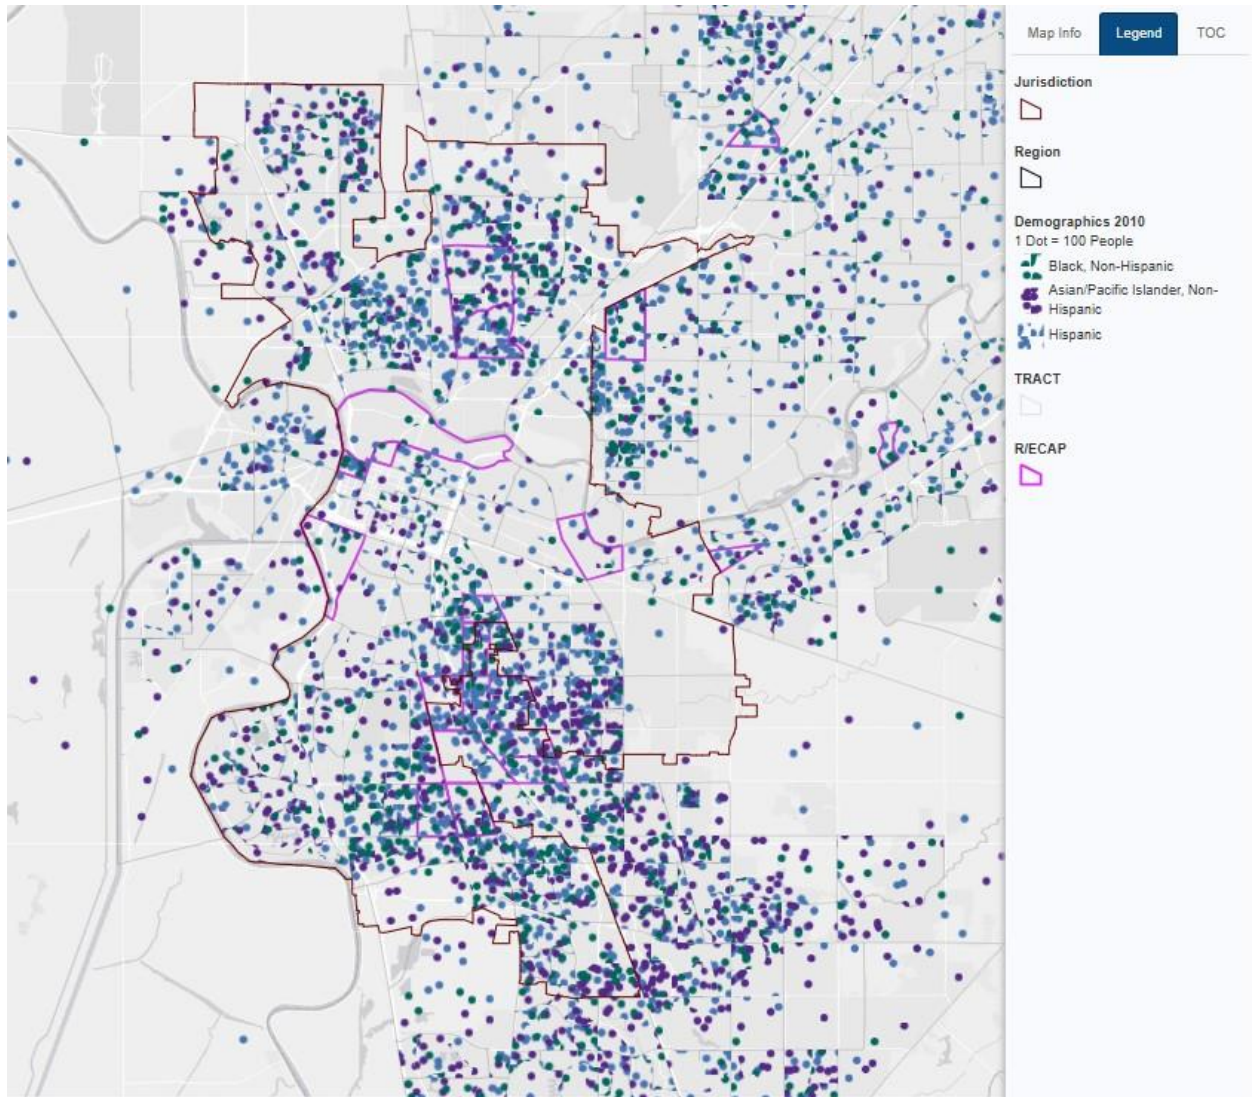 Map Info Legend TOC
Jurisdiction
Region
Demographics 2010
1 Dot = 100 People
Black, Non-Hispanic
Asian/Pacific Islander, Non-
Hispanic
Hispanic
TRACT
R/ECAP